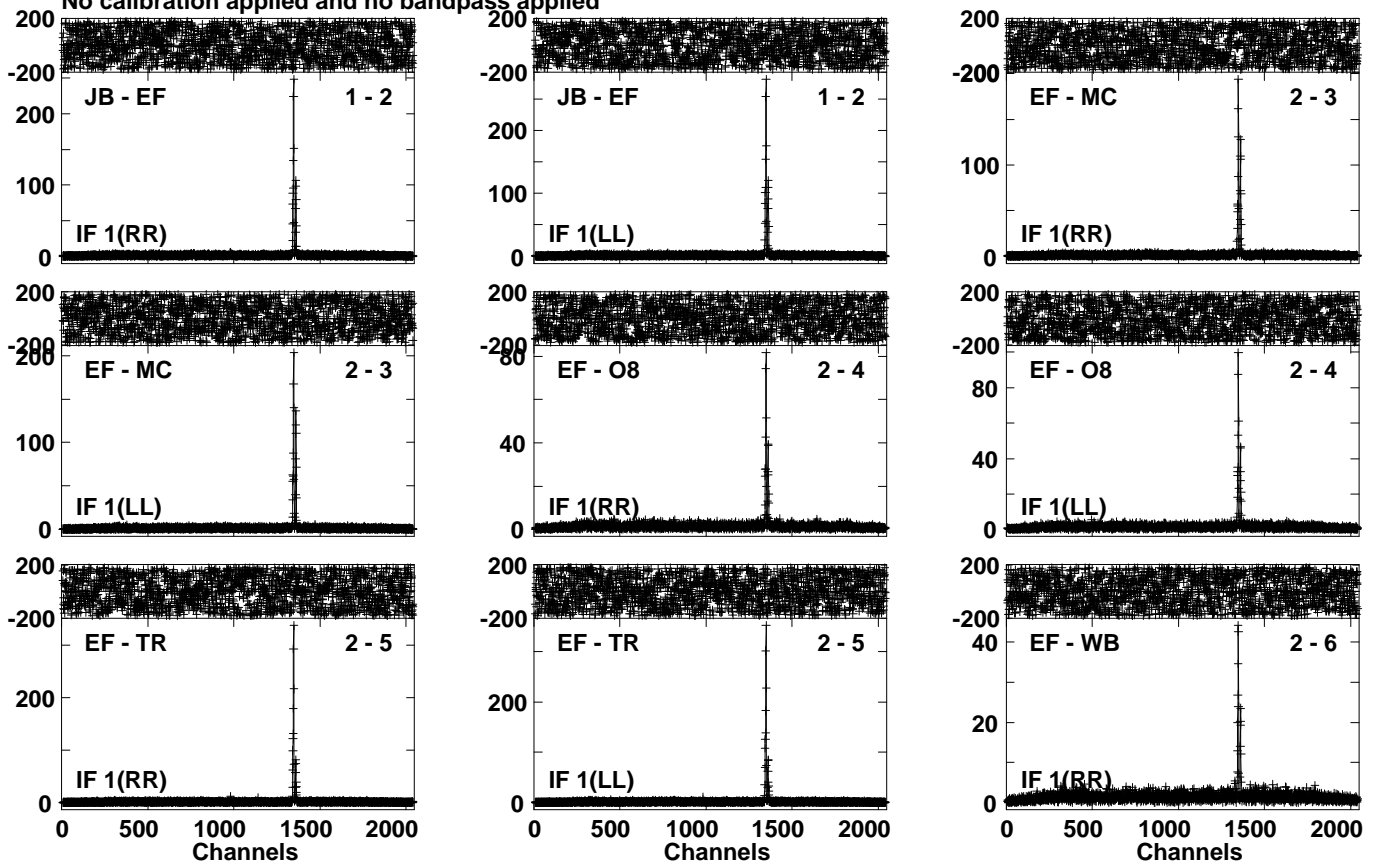 No calibration applied and no bandpass applied
200
-200
JB - EF 1 - 2
200
100
IF 1(RR)
0
200
-200
JB - EF 1 - 2
200
100
IF 1(LL)
0
200
-200
EF - MC 2 - 3
100
IF 1(RR)
0
200
-200
200
EF - MC 2 - 3
100
IF 1(LL)
0
200
-200
80
EF - O8 2 - 4
40
IF 1(RR)
0
200
-200
EF - O8 2 - 4
80
40
IF 1(LL)
0
200
-200
EF - TR 2 - 5
200
IF 1(RR)
0
0 500 1000 1500 2000
Channels
200
-200
EF - TR 2 - 5
200
IF 1(LL)
0
0 500 1000 1500 2000
Channels
200
-200
40
EF - WB 2 - 6
20
IF 1(RR)
0
0 500 1000 1500 2000
Channels